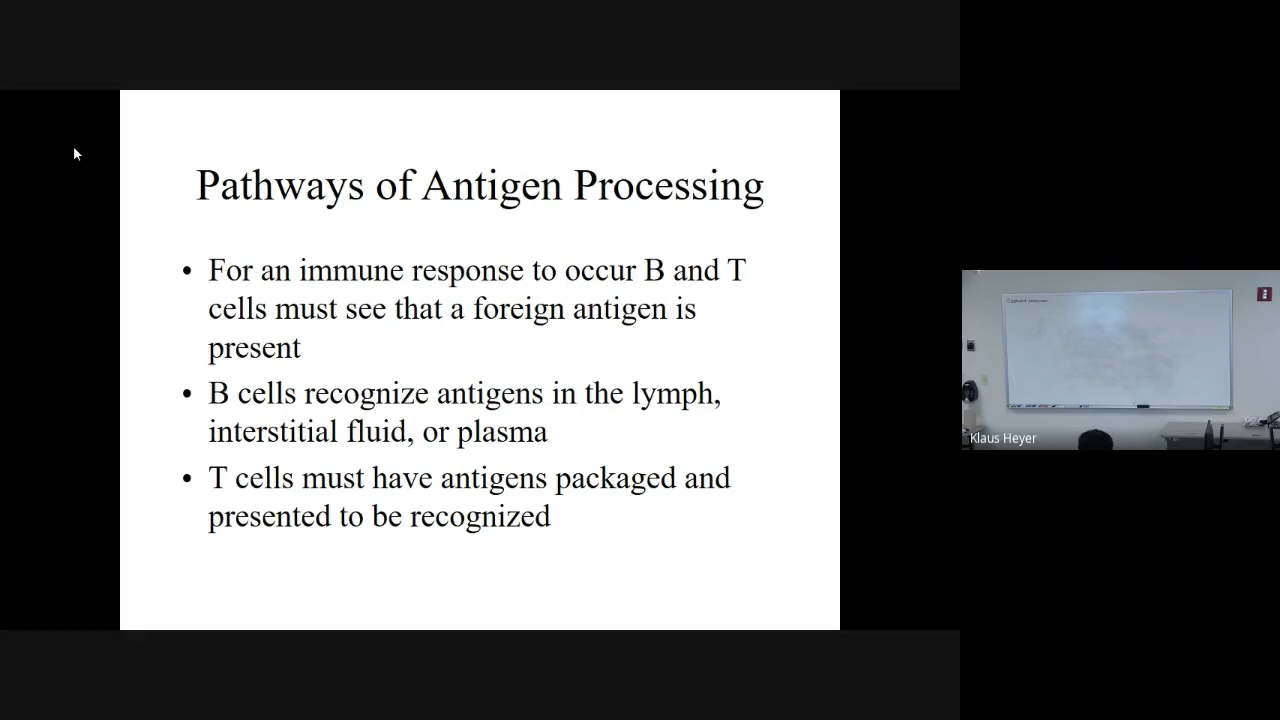 Pathways of Antigen Processing
• For an immune response to occur B and T
cells must see that a foreign antigen is
present
• B cells recognize antigens in the lymph,
interstitial fluid, or plasma
• T cells must have antigens packaged and
presented to be recognized
Klaus Heyer